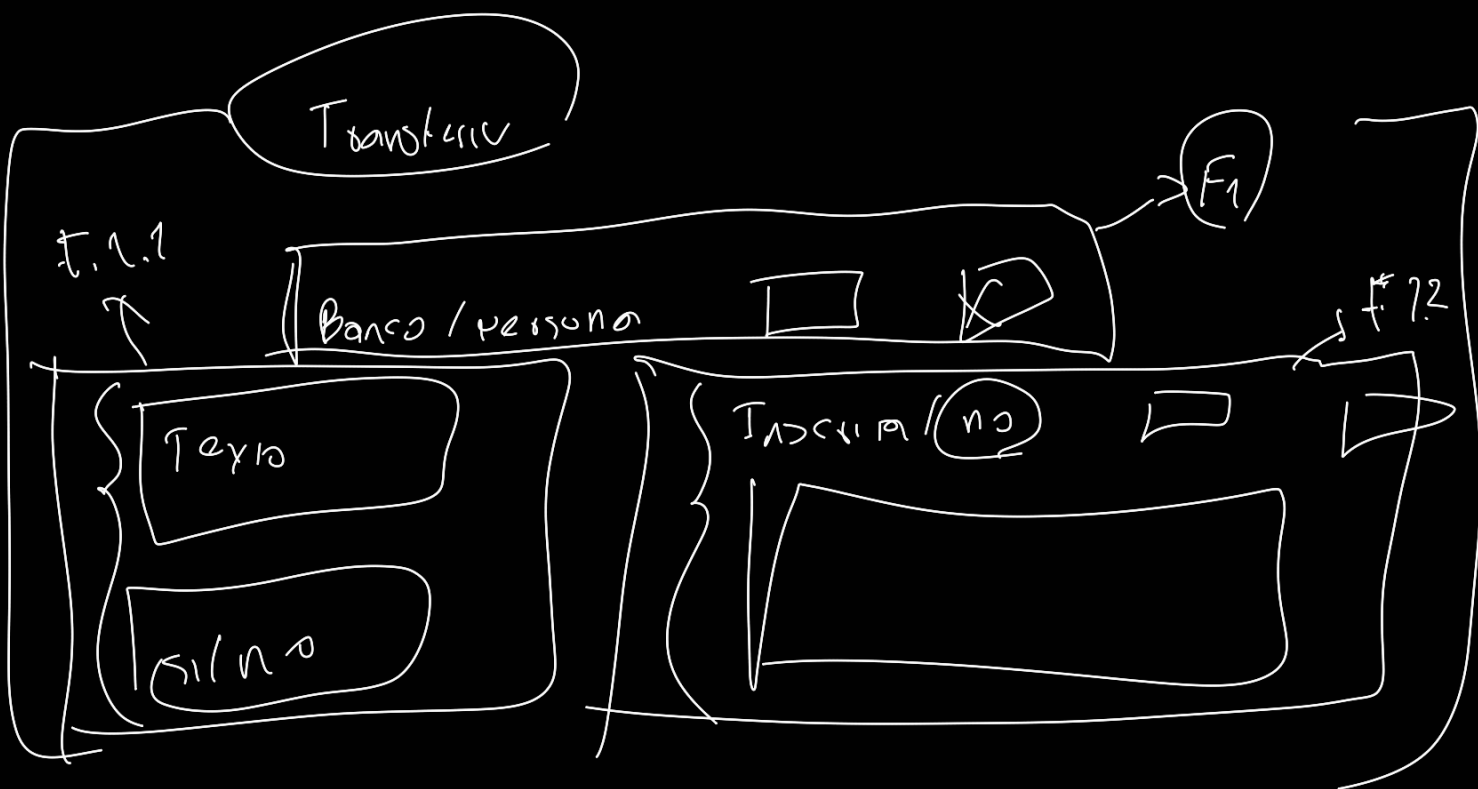 Transferir
F1
F.1.1
Banco / persona
F.1.2
Texto
Inscrita / no
si / no